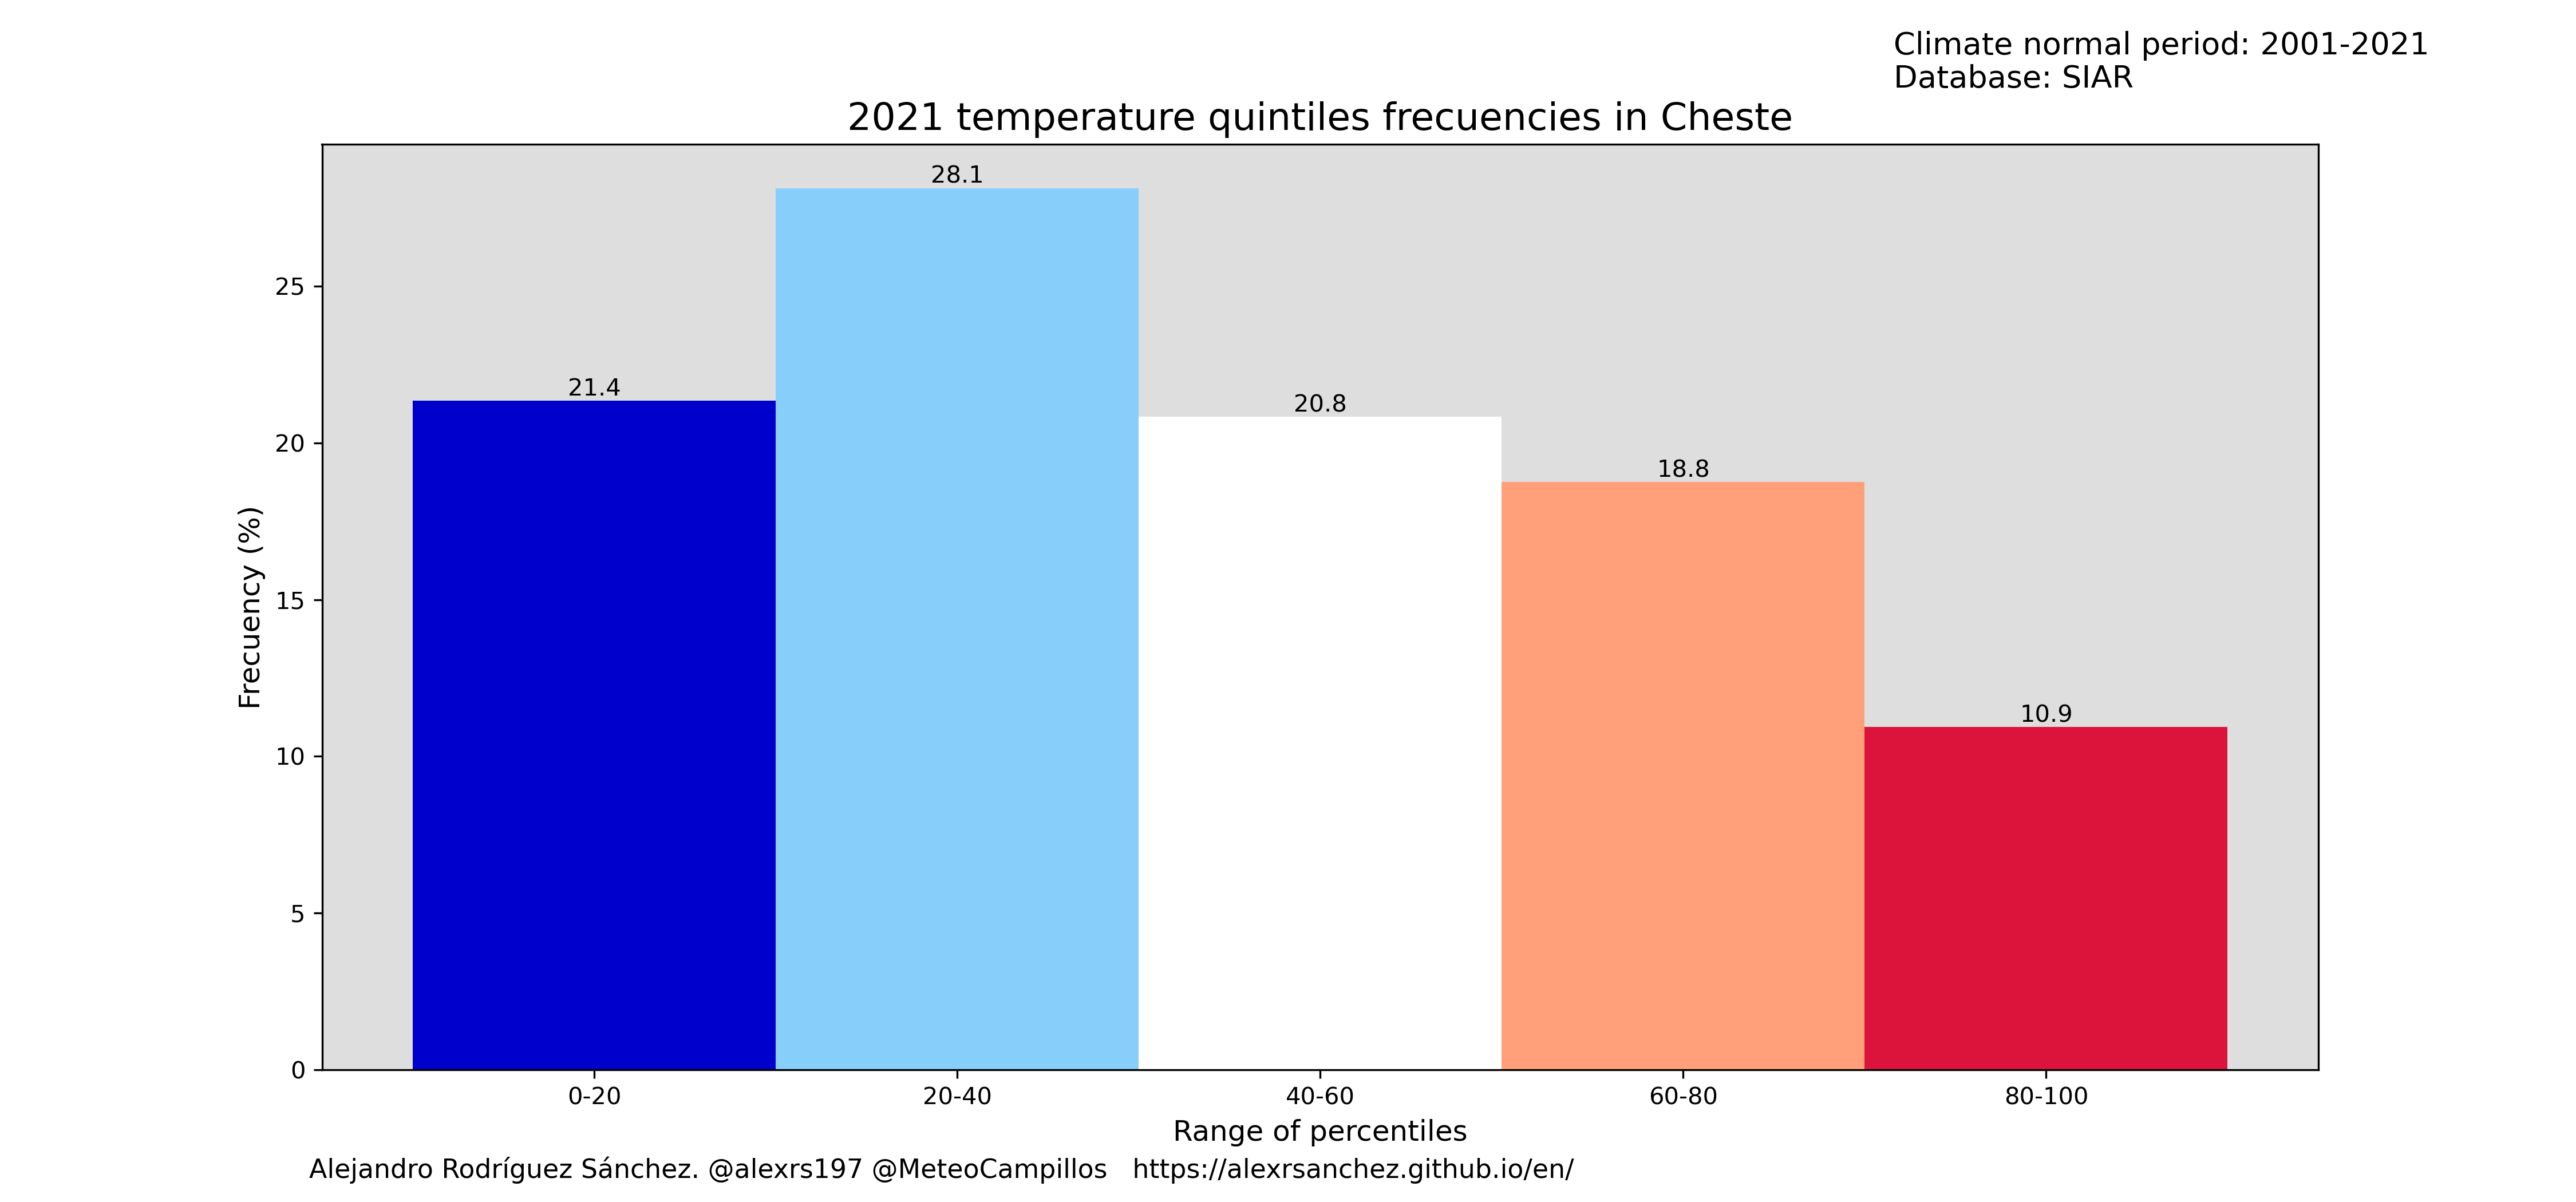 Climate normal period: 2001-2021
Database: SIAR
2021 temperature quintiles frecuencies in Cheste
28.1
21.4
20.8
18.8
10.9
25
20
15
10
5
0
Frecuency (%)
0-20 20-40 40-60 60-80 80-100
Range of percentiles
Alejandro Rodríguez Sánchez. @alexrs197 @MeteoCampillos https://alexrsanchez.github.io/en/